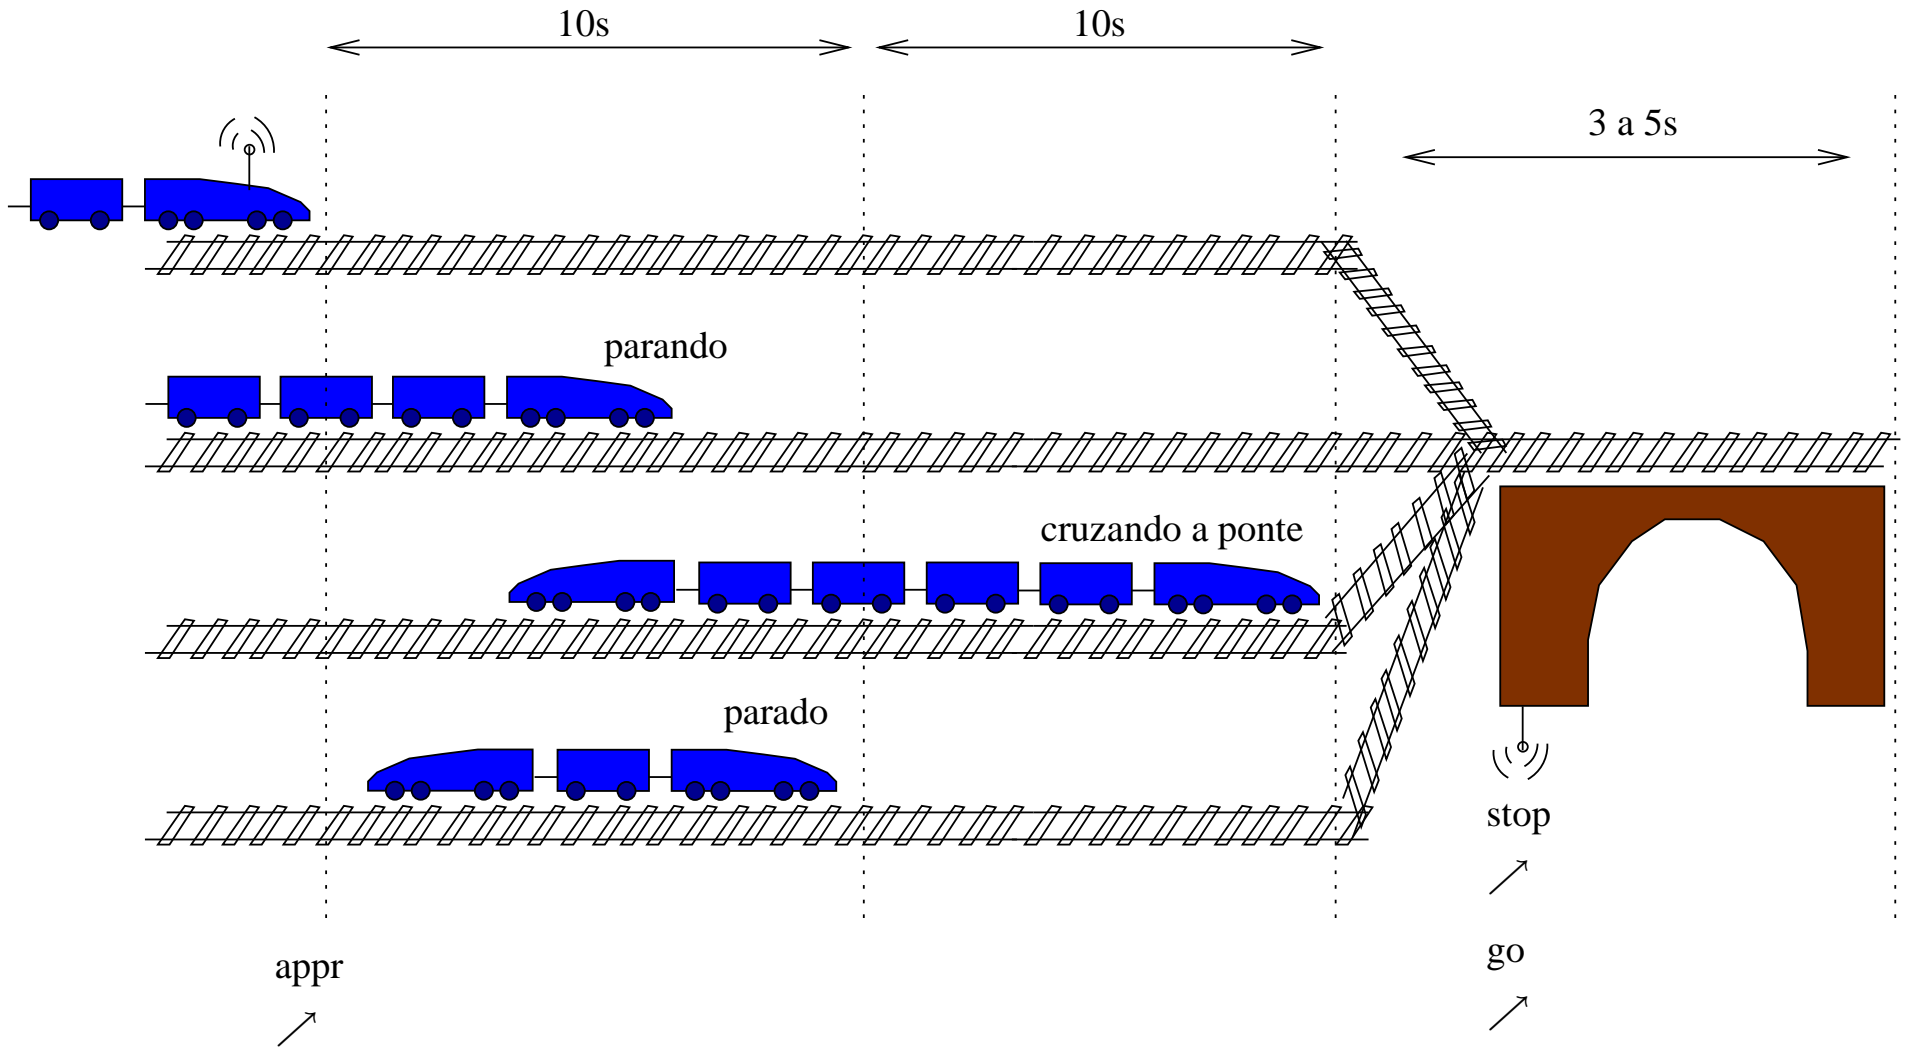 10s
10s
3 a 5s
parando
cruzando a ponte
parado
stop
go
appr